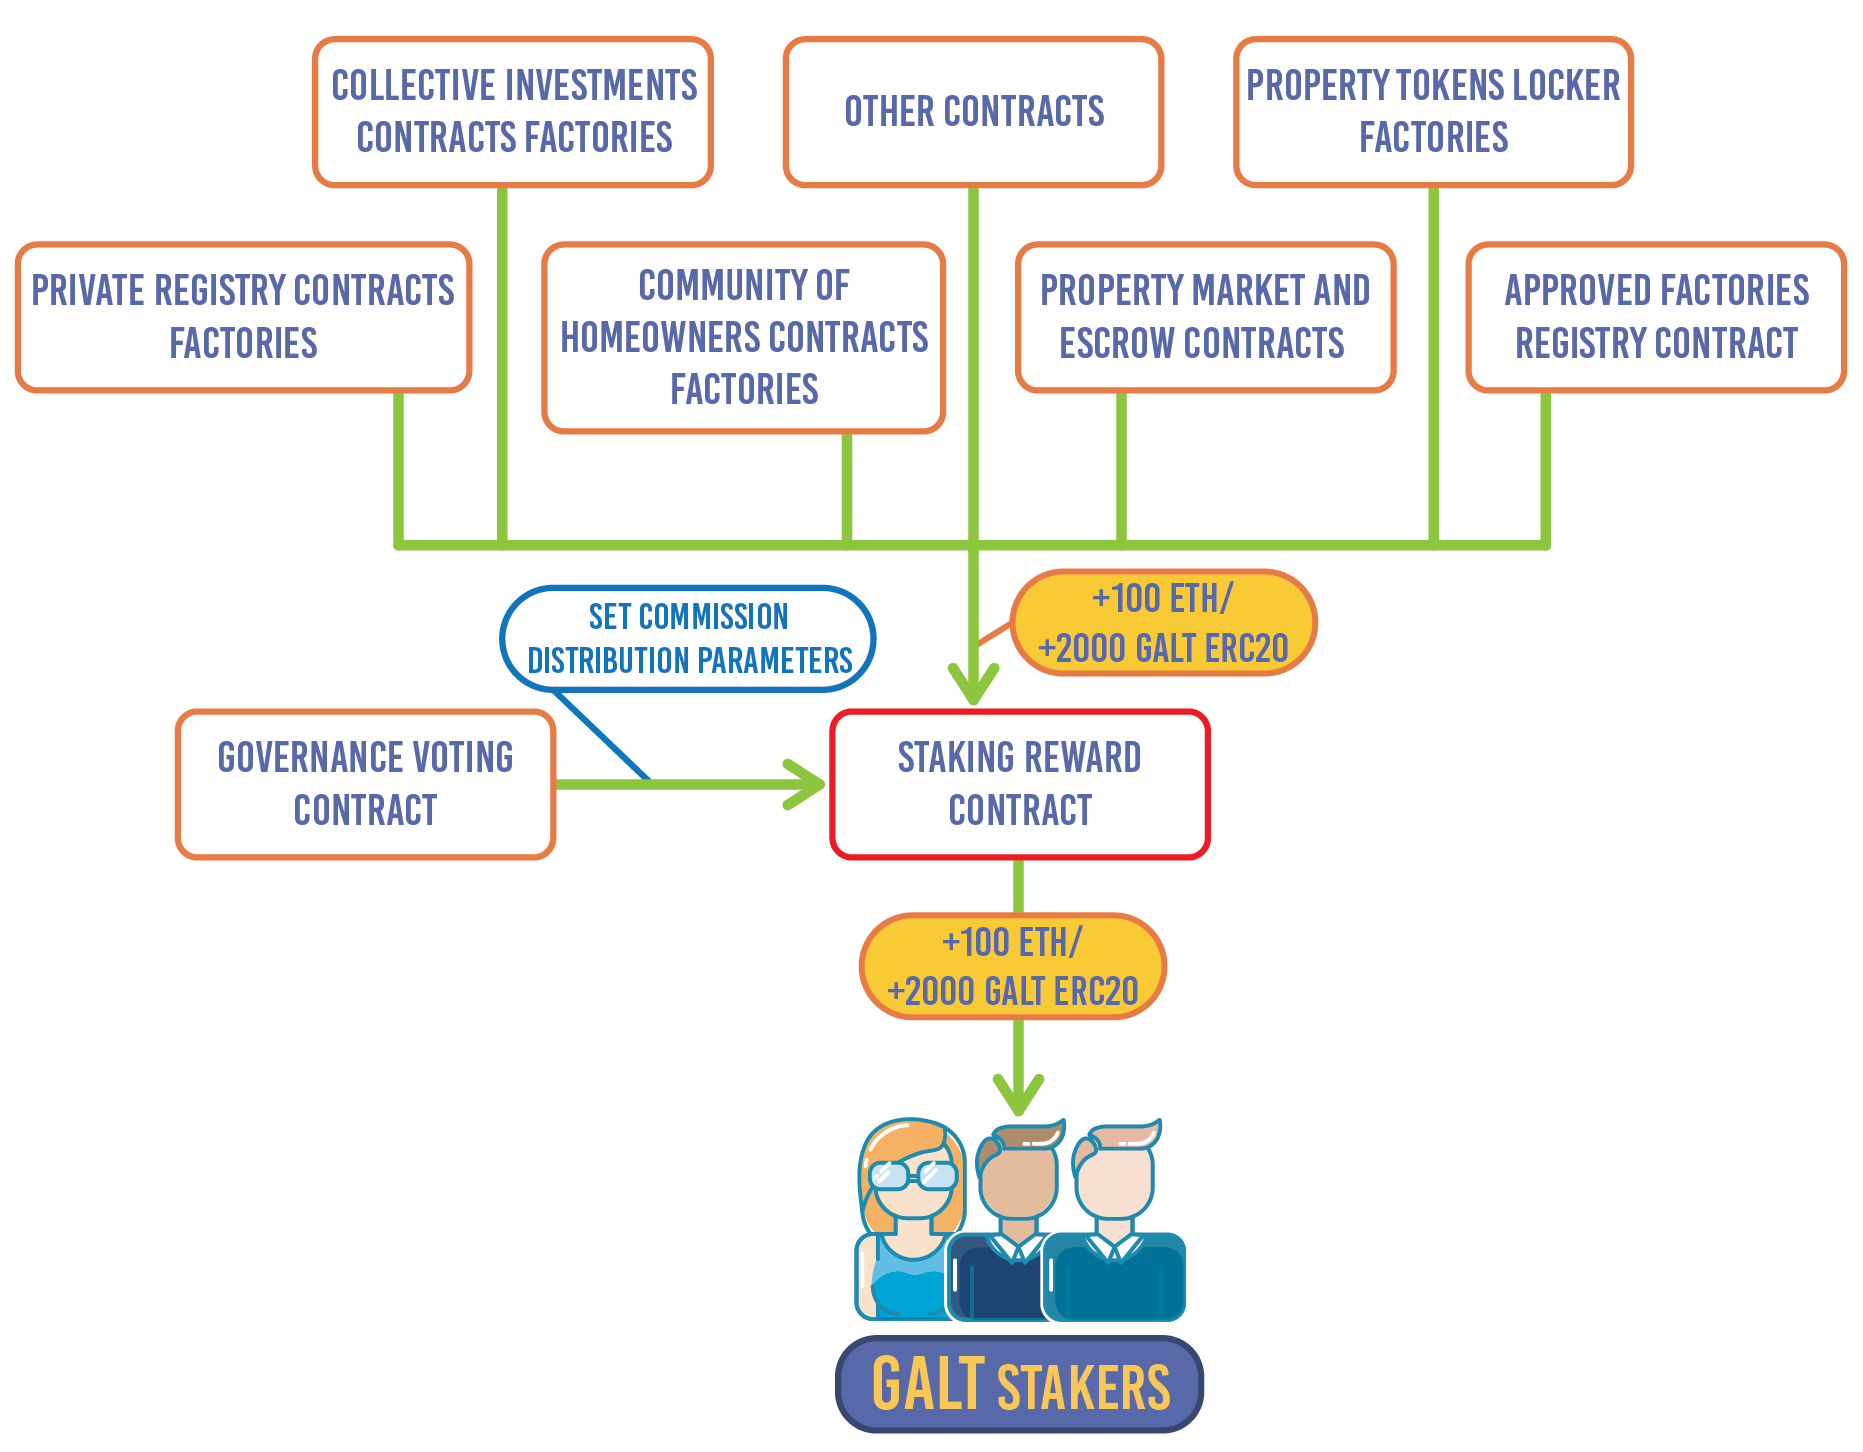 COLLECTIVE INVESTMENTS
CONTRACTS FACTORIES
OTHER CONTRACTS
PROPERTY TOKENS LOCKER
FACTORIES
PRIVATE REGISTRY CONTRACTS
FACTORIES
COMMUNITY OF
HOMEOWNERS CONTRACTS
FACTORIES
PROPERTY MARKET AND
ESCROW CONTRACTS
APPROVED FACTORIES
REGISTRY CONTRACT
SET COMMISSION
DISTRIBUTION PARAMETERS
+100 ETH/
+2000 GALT ERC20
GOVERNANCE VOTING
CONTRACT
STAKING REWARD
CONTRACT
+100 ETH/
+2000 GALT ERC20
GALT STAKERS